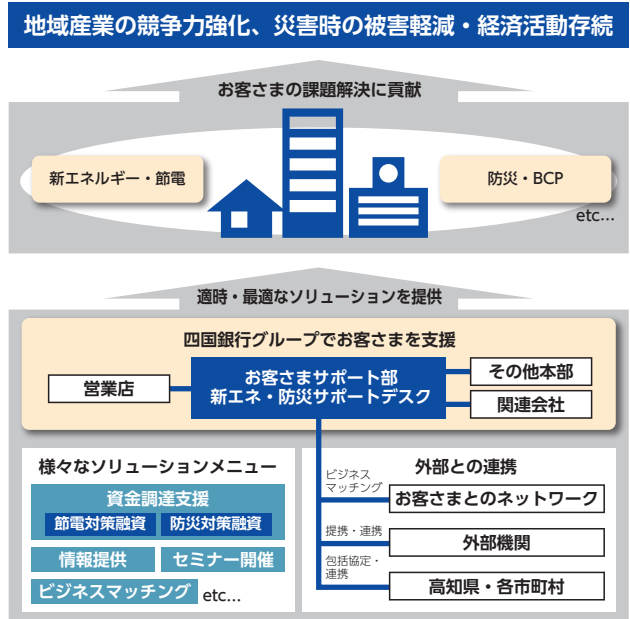 地域産業の競争力強化、災害時の被害軽減・経済活動存続
お客さまの課題解決に貢献
新エネルギー・節電
防災・BCP
etc...
適時・最適なソリューションを提供
四国銀行グループでお客さまを支援
営業店
お客さまサポート部
新エネ・防災サポートデスク
その他本部
関連会社
様々なソリューションメニュー
資金調達支援
節電対策融資
防災対策融資
情報提供
セミナー開催
ビジネスマッチング
etc...
外部との連携
ビジネス
マッチング
お客さまとのネットワーク
提携・連携
外部機関
包括協定・
連携
高知県・各市町村